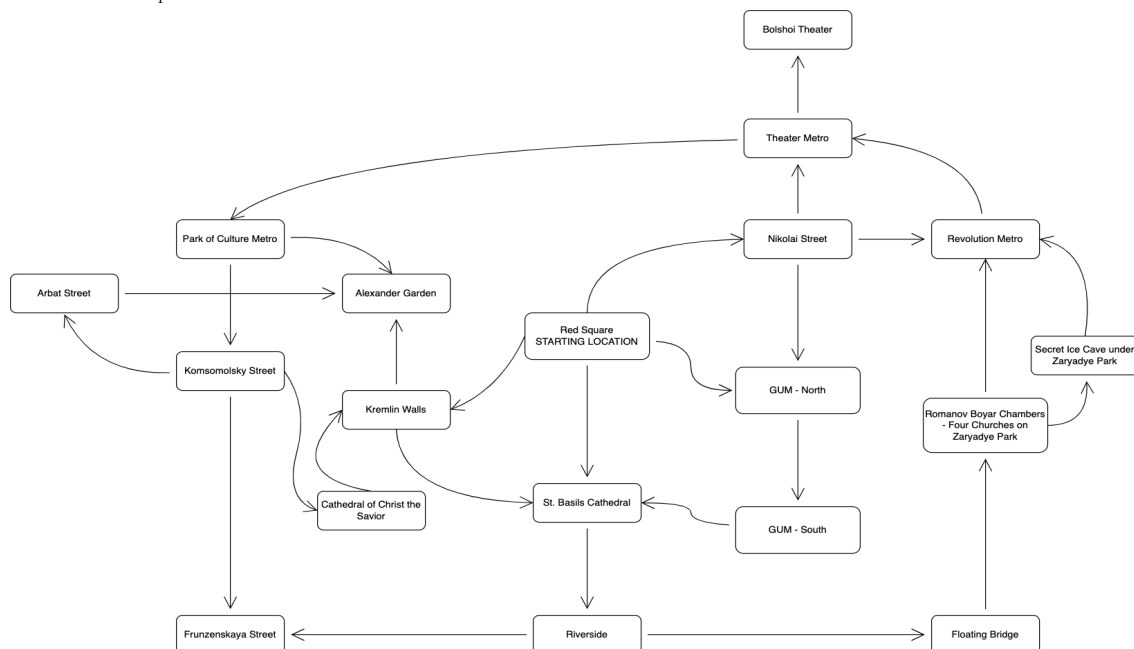 Bolshoi Theater
Theater Metro
Park of Culture Metro
Nikolai Street
Revolution Metro
Arbat Street
Alexander Garden
Red Square
STARTING LOCATION
Secret Ice Cave under
Zaryadye Park
Komsomolsky Street
GUM - North
Kremlin Walls
Romanov Boyar Chambers
- Four Churches on
Zaryadye Park
Cathedral of Christ the
Savior
St. Basils Cathedral
GUM - South
Frunzenskaya Street
Riverside
Floating Bridge